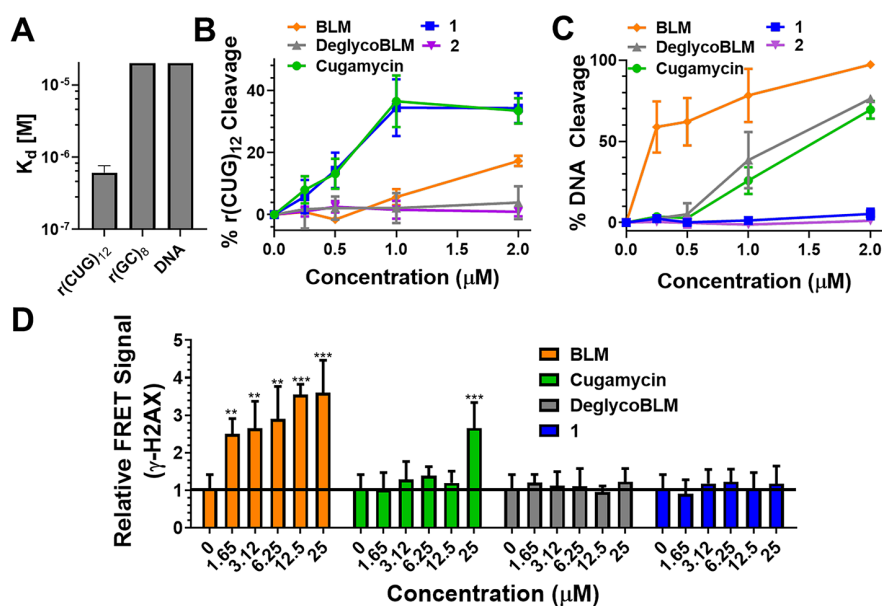 A
K_d [M]
10^-5
10^-6
10^-7
r(CUG)_12
r(GC)_8
DNA
B
BLM
DeglycoBLM
Cugamycin
1
2
% r(CUG)_12 Cleavage
40
20
0
0.0
0.5
1.0
1.5
2.0
Concentration (μM)
C
BLM
DeglycoBLM
Cugamycin
1
2
% DNA Cleavage
100
50
0
0.0
0.5
1.0
1.5
2.0
Concentration (μM)
D
Relative FRET Signal
(γ-H2AX)
5
4
3
2
1
0
** ** ** *** ***
***
BLM
Cugamycin
DeglycoBLM
1
0 1.65 3.12 6.25 12.5 25
0 1.65 3.12 6.25 12.5 25
0 1.65 3.12 6.25 12.5 25
0 1.65 3.12 6.25 12.5 25
Concentration (μM)